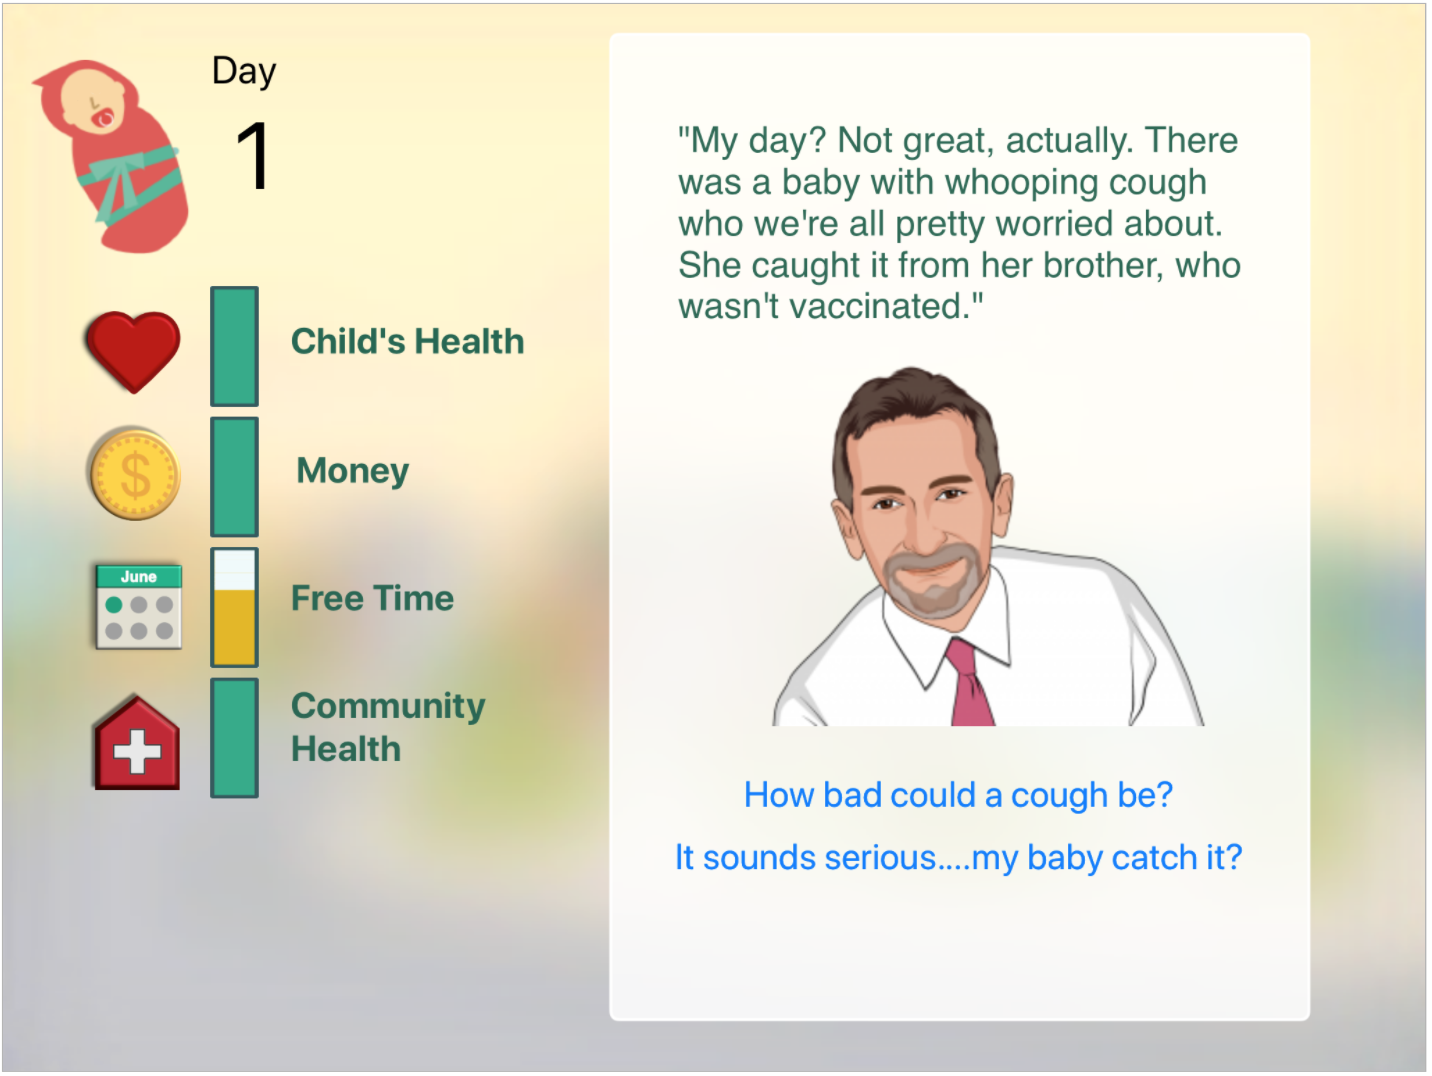 Day
1
Child's Health
$
Money
June
Free Time
Community
Health
"My day? Not great, actually. There
was a baby with whooping cough
who we're all pretty worried about.
She caught it from her brother, who
wasn't vaccinated."
How bad could a cough be?
It sounds serious....my baby catch it?